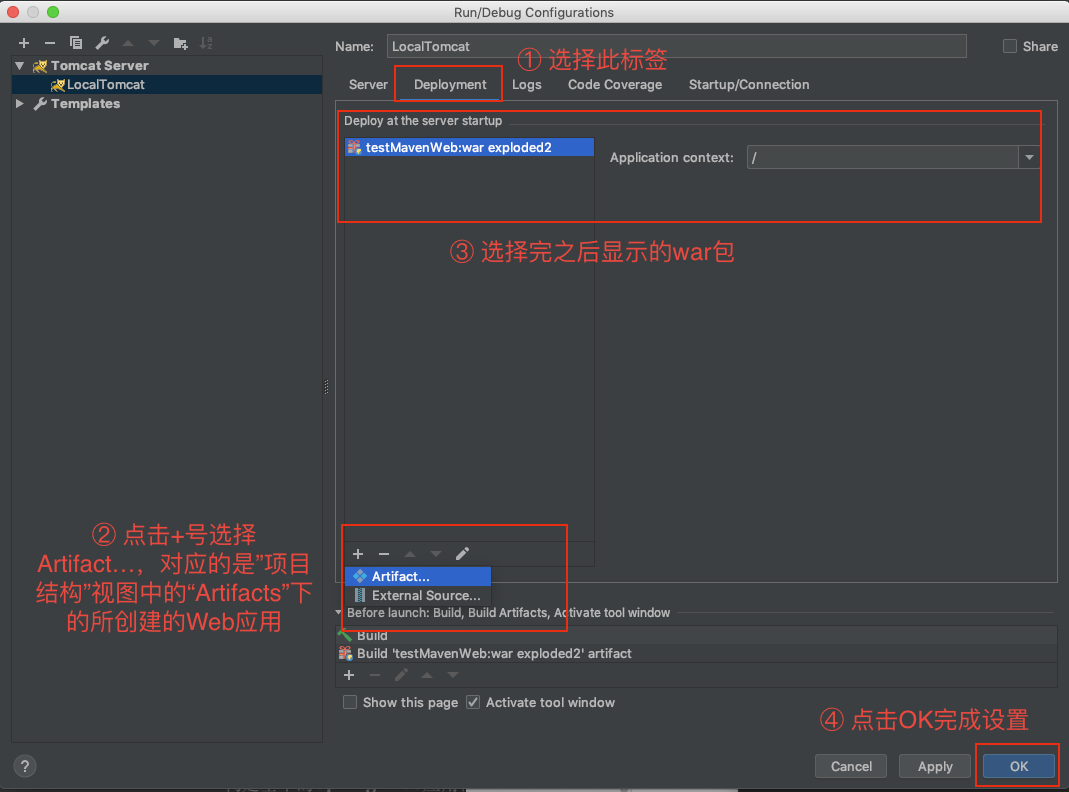 Run/Debug Configurations
Name:
LocalTomcat
Share
Tomcat Server
LocalTomcat
Templates
① 选择此标签
Server
Deployment
Logs
Code Coverage
Startup/Connection
Deploy at the server startup
testMavenWeb:war exploded2
Application context:
/
③ 选择完之后显示的war包
② 点击+号选择
Artifact…，对应的是”项目
结构”视图中的“Artifacts”下
的所创建的Web应用
Artifact...
External Source...
Before launch: Build, Build Artifacts, Activate tool window
Build
Build 'testMavenWeb:war exploded2' artifact
Show this page
Activate tool window
④ 点击OK完成设置
?
Cancel
Apply
OK